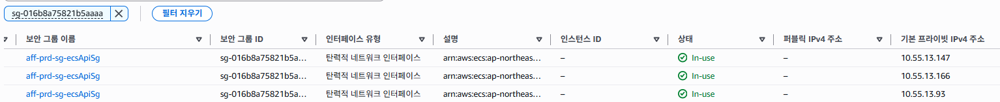 sg-016b8a75821b5aaaa 필터 지우기
보안 그룹 이름 보안 그룹 ID 인터페이스 유형 설명 인스턴스 ID 상태 퍼블릭 IPv4 주소 기본 프라이빗 IPv4 주소
aff-prd-sg-ecsApiSg sg-016b8a75821b5a... 탄력적 네트워크 인터페이스 arn:aws:ecs:ap-northeas... – In-use – 10.55.13.147
aff-prd-sg-ecsApiSg sg-016b8a75821b5a... 탄력적 네트워크 인터페이스 arn:aws:ecs:ap-northeas... – In-use – 10.55.13.166
aff-prd-sg-ecsApiSg sg-016b8a75821b5a... 탄력적 네트워크 인터페이스 arn:aws:ecs:ap-northeas... – In-use – 10.55.13.93